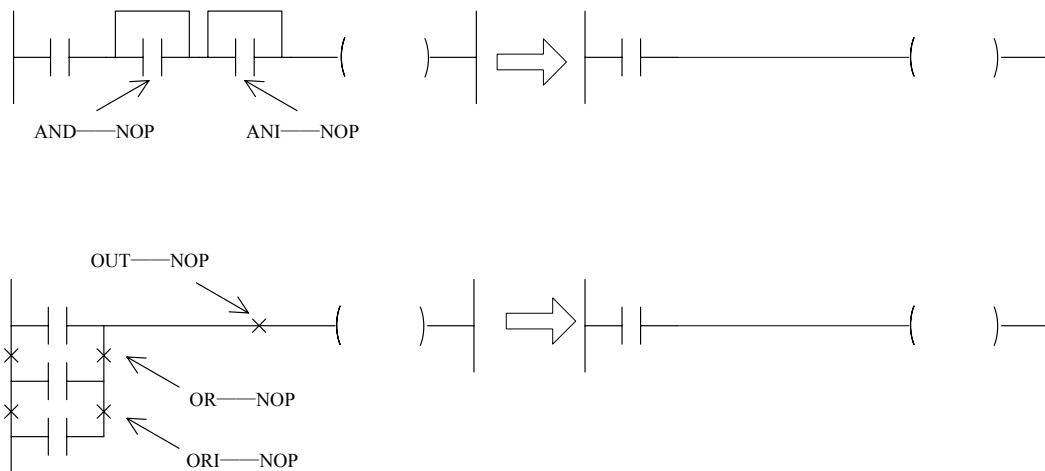 AND——NOP
ANI——NOP
OUT——NOP
OR——NOP
ORI——NOP